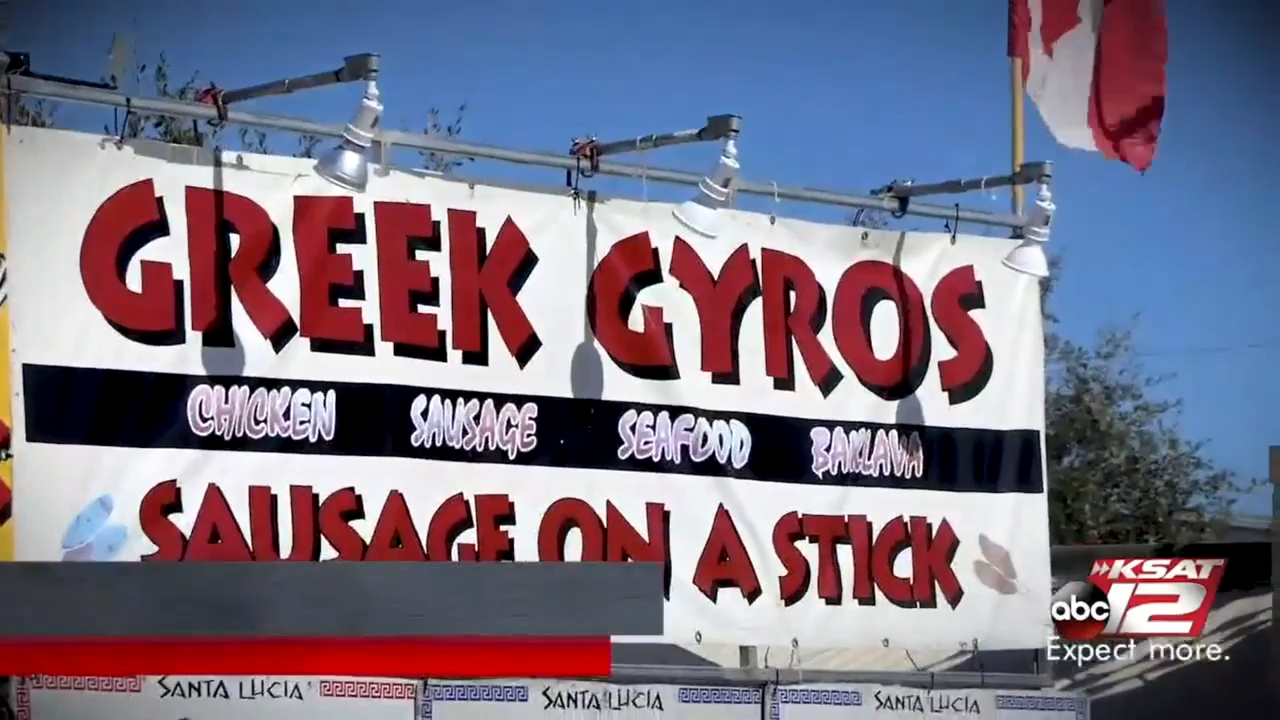 GREEK GYROS
CHICKEN SAUSAGE SEAFOOD BAKLAVA
SAUSAGE ON A STICK
KSAT
abc 12
Expect more.
SANTA LUCIA SANTA LUCIA SANTA LUCIA